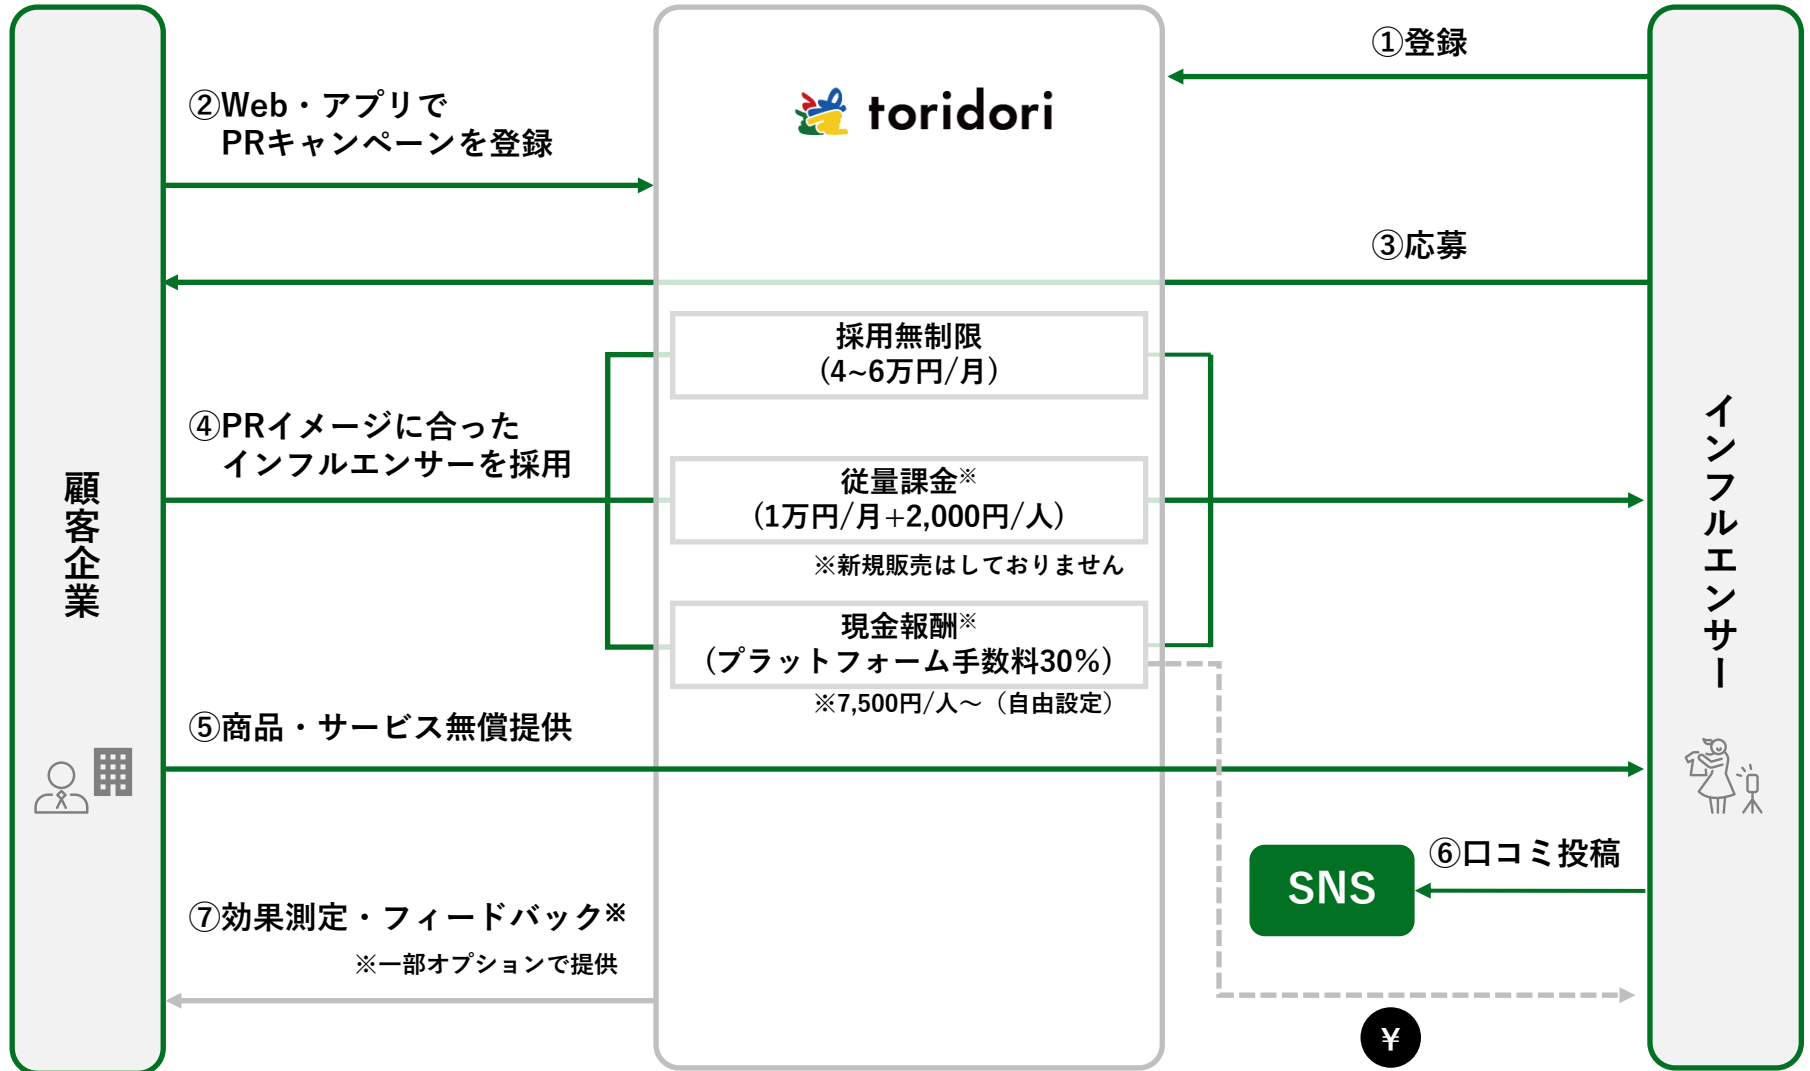 ①登録
②Web・アプリで
PRキャンペーンを登録
toridori
③応募
採用無制限
(4~6万円/月)
④PRイメージに合った
インフルエンサーを採用
従量課金※
(1万円/月+2,000円/人)
※新規販売はしておりません
現金報酬※
(プラットフォーム手数料30%)
※7,500円/人～（自由設定）
顧客企業
インフルエンサー
⑤商品・サービス無償提供
⑥口コミ投稿
SNS
⑦効果測定・フィードバック※
※一部オプションで提供
¥